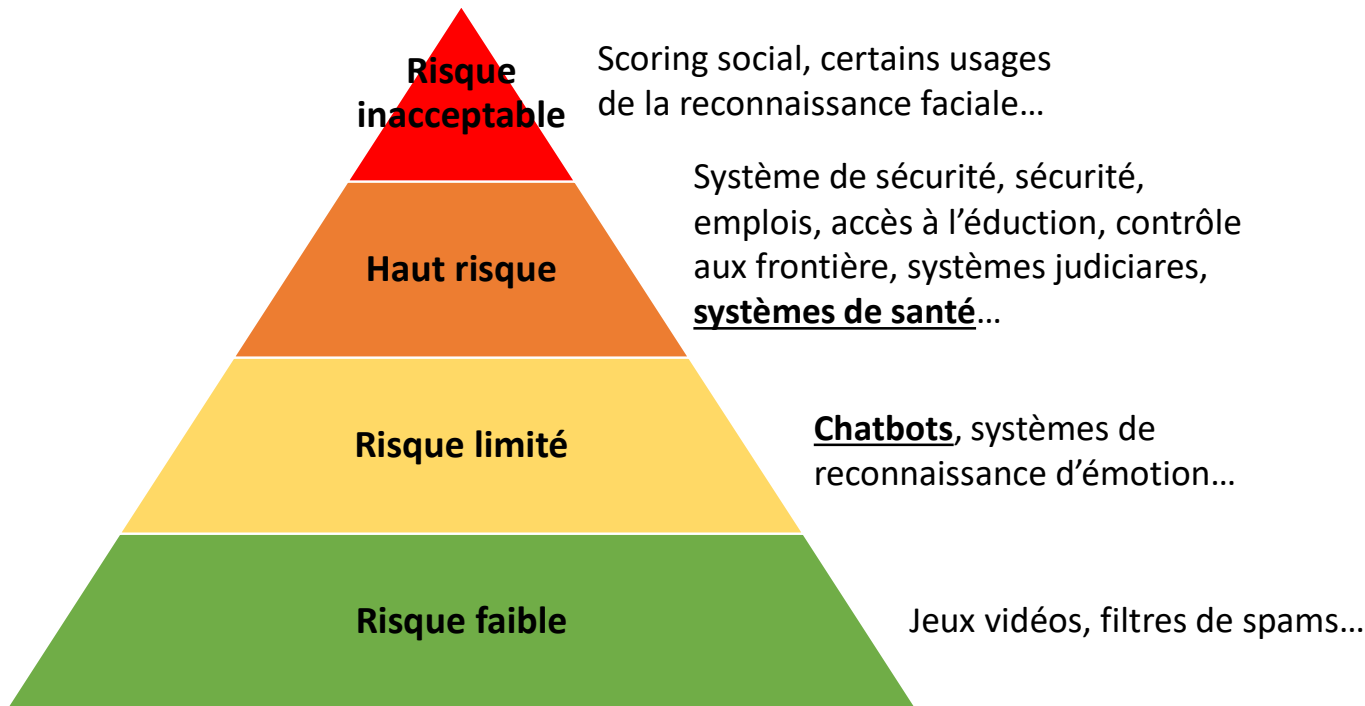 Risque
inacceptable
Scoring social, certains usages
de la reconnaissance faciale…
Haut risque
Système de sécurité, sécurité,
emplois, accès à l’éduction, contrôle
aux frontière, systèmes judiciares,
systèmes de santé…
Risque limité
Chatbots, systèmes de
reconnaissance d’émotion…
Risque faible
Jeux vidéos, filtres de spams…